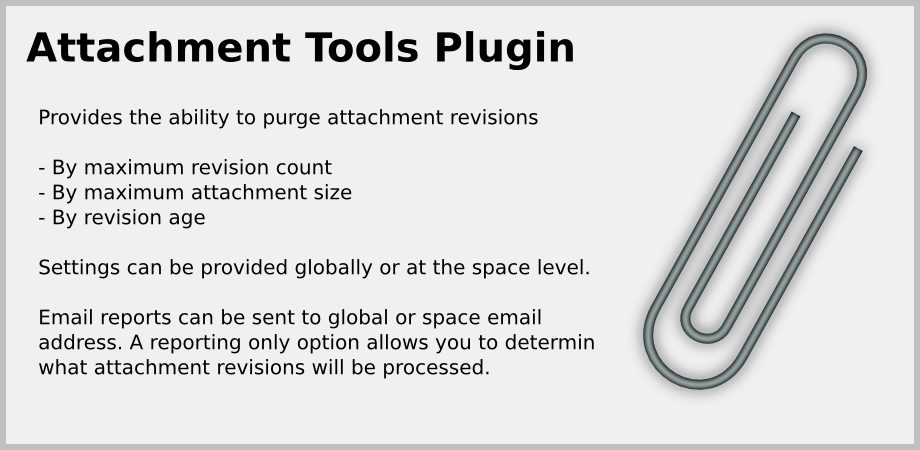 Attachment Tools Plugin
Provides the ability to purge attachment revisions
- By maximum revision count
- By maximum attachment size
- By revision age
Settings can be provided globally or at the space level.
Email reports can be sent to global or space email
address. A reporting only option allows you to determin
what attachment revisions will be processed.